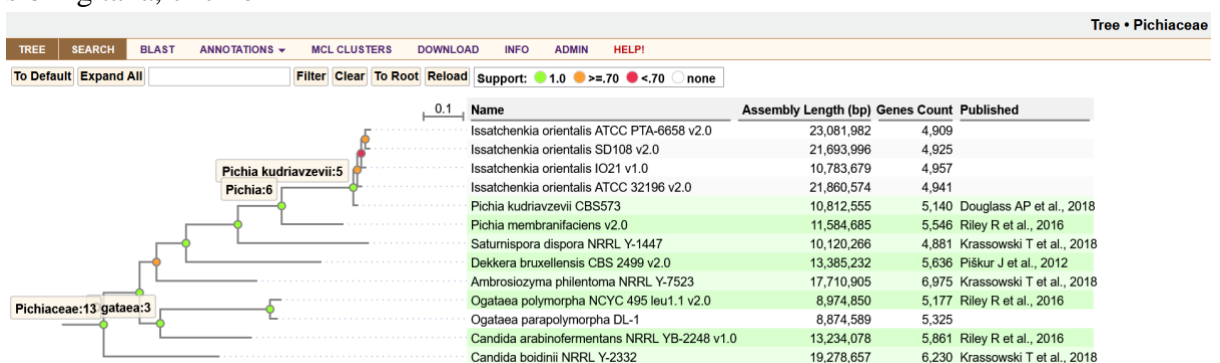 Tree • Pichiaceae
TREE SEARCH BLAST ANNOTATIONS MCL CLUSTERS DOWNLOAD INFO ADMIN HELP!
To Default Expand All Filter Clear To Root Reload Support: 1.0 >=.70 <.70 none
0.1 Name Assembly Length (bp) Genes Count Published
Issatchenkia orientalis ATCC PTA-6658 v2.0 23,081,982 4,909
Issatchenkia orientalis SD108 v2.0 21,693,996 4,925
Pichia kudriavzevii:5 Issatchenkia orientalis IO21 v1.0 10,783,679 4,957
Pichia:6 Issatchenkia orientalis ATCC 32196 v2.0 21,860,574 4,941
Pichia kudriavzevii CBS573 10,812,555 5,140 Douglass AP et al., 2018
Pichia membranifaciens v2.0 11,584,685 5,546 Riley R et al., 2016
Saturnispora dispora NRRL Y-1447 10,120,266 4,881 Krassowski T et al., 2018
Dekkera bruxellensis CBS 2499 v2.0 13,385,232 5,636 Piškur J et al., 2012
Ambrosiozyma philentoma NRRL Y-7523 17,710,905 6,975 Krassowski T et al., 2018
Pichiaceae:13 gataea:3 Ogataea polymorpha NCYC 495 leu1.1 v2.0 8,974,850 5,177 Riley R et al., 2016
Ogataea parapolymorpha DL-1 8,874,589 5,325
Candida arabinofermentans NRRL YB-2248 v1.0 13,234,078 5,861 Riley R et al., 2016
Candida boidinii NRRL Y-2332 19,278,657 6,230 Krassowski T et al., 2018